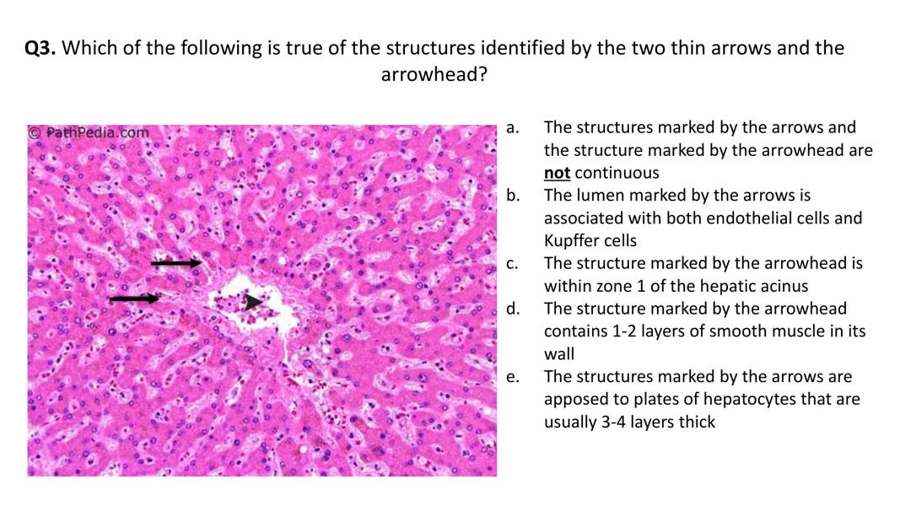 Q3. Which of the following is true of the structures identified by the two thin arrows and the
arrowhead?
© PathPedia.com
a. The structures marked by the arrows and
the structure marked by the arrowhead are
not continuous
b. The lumen marked by the arrows is
associated with both endothelial cells and
Kupffer cells
c. The structure marked by the arrowhead is
within zone 1 of the hepatic acinus
d. The structure marked by the arrowhead
contains 1-2 layers of smooth muscle in its
wall
e. The structures marked by the arrows are
apposed to plates of hepatocytes that are
usually 3-4 layers thick